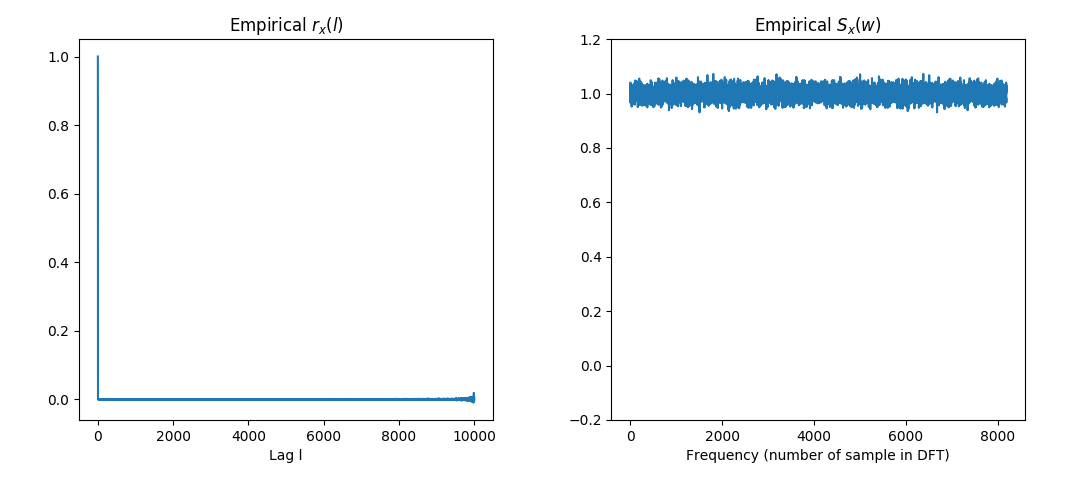 Empirical rₓ(l)
1.0
0.8
0.6
0.4
0.2
0.0
0 2000 4000 6000 8000 10000
Lag l
Empirical Sₓ(w)
1.2
1.0
0.8
0.6
0.4
0.2
0.0
−0.2
0 2000 4000 6000 8000
Frequency (number of sample in DFT)